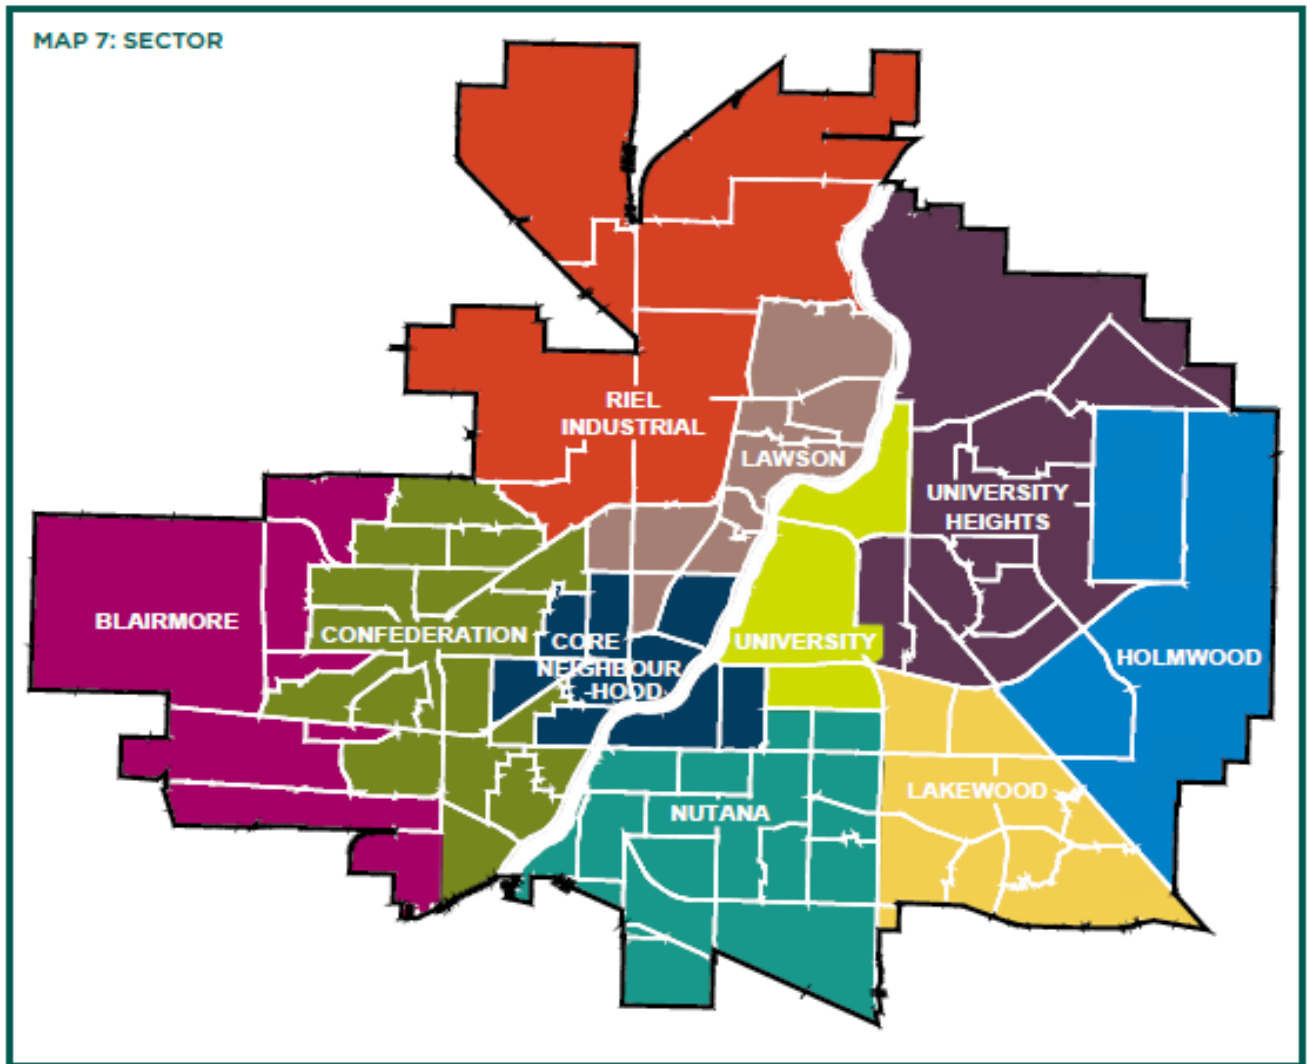 MAP 7: SECTOR
RIEL
INDUSTRIAL
LAWSON
UNIVERSITY
HEIGHTS
BLAIRMORE
CONFEDERATION
CORE
NEIGHBOUR
-HOOD
UNIVERSITY
HOLMWOOD
LAKEWOOD
NUTANA